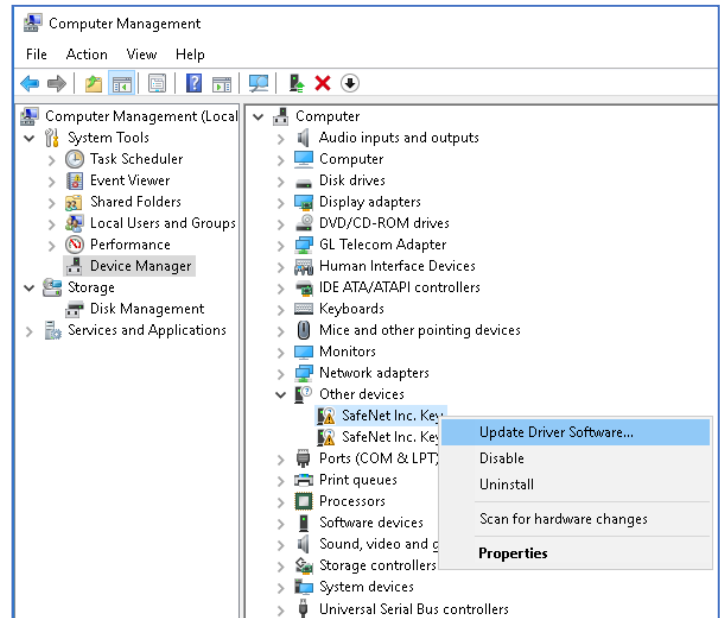 Computer Management
File Action View Help
Computer Management (Local
System Tools
Task Scheduler
Event Viewer
Shared Folders
Local Users and Groups
Performance
Device Manager
Storage
Disk Management
Services and Applications
Computer
Audio inputs and outputs
Computer
Disk drives
Display adapters
DVD/CD-ROM drives
GL Telecom Adapter
Human Interface Devices
IDE ATA/ATAPI controllers
Keyboards
Mice and other pointing devices
Monitors
Network adapters
Other devices
SafeNet Inc. Key
SafeNet Inc. Key
Ports (COM & LPT)
Print queues
Processors
Software devices
Sound, video and g
Storage controllers
System devices
Universal Serial Bus controllers
Update Driver Software...
Disable
Uninstall
Scan for hardware changes
Properties